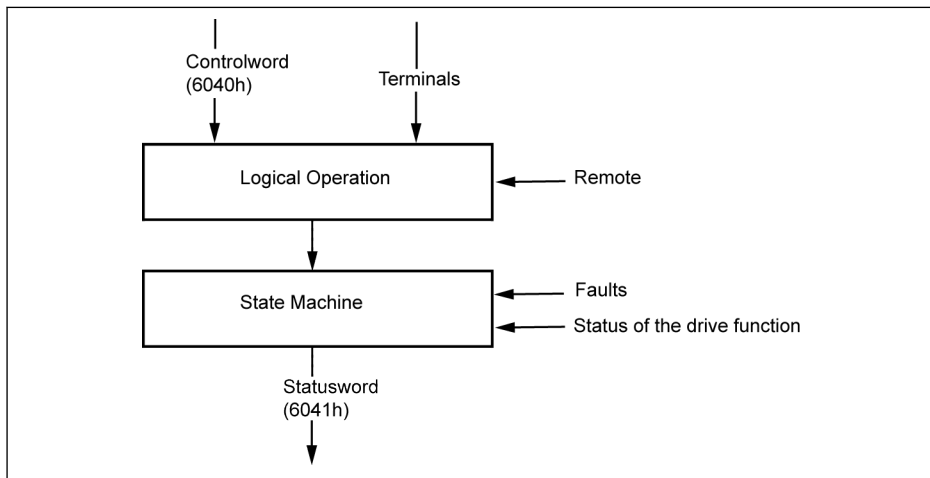 Controlword
(6040h)
Terminals
Logical Operation
Remote
State Machine
Faults
Status of the drive function
Statusword
(6041h)